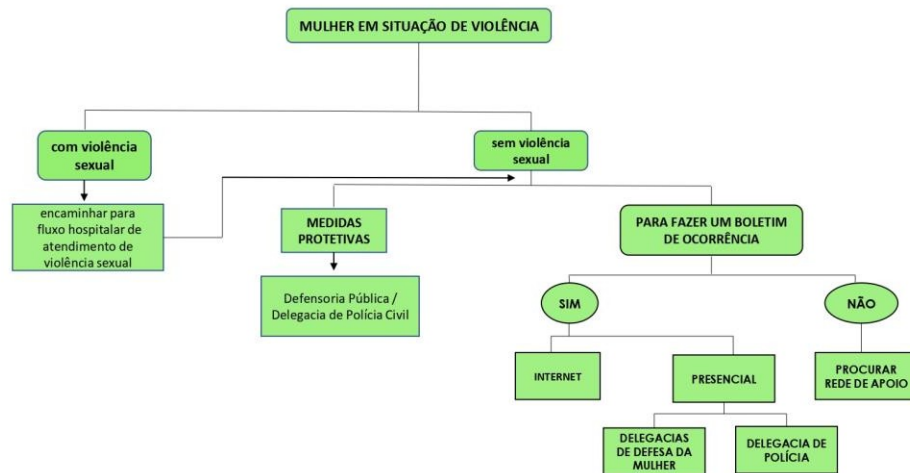 MULHER EM SITUAÇÃO DE VIOLÊNCIA
com violência
sexual
sem violência
sexual
encaminhar para
fluxo hospitalar de
atendimento de
violência sexual
MEDIDAS
PROTETIVAS
PARA FAZER UM BOLETIM
DE OCORRÊNCIA
Defensoria Pública /
Delegacia de Polícia Civil
SIM
NÃO
INTERNET
PRESENCIAL
PROCURAR
REDE DE APOIO
DELEGACIAS
DE DEFESA DA
MULHER
DELEGACIA DE
POLÍCIA